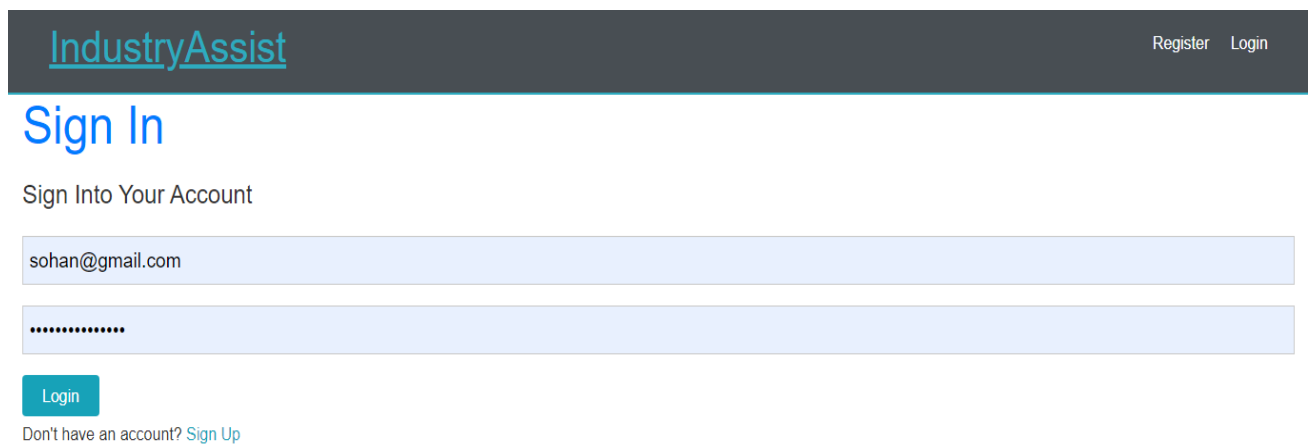 IndustryAssist Register Login
Sign In
Sign Into Your Account
sohan@gmail.com
•••••••••••••••
Login
Don't have an account? Sign Up